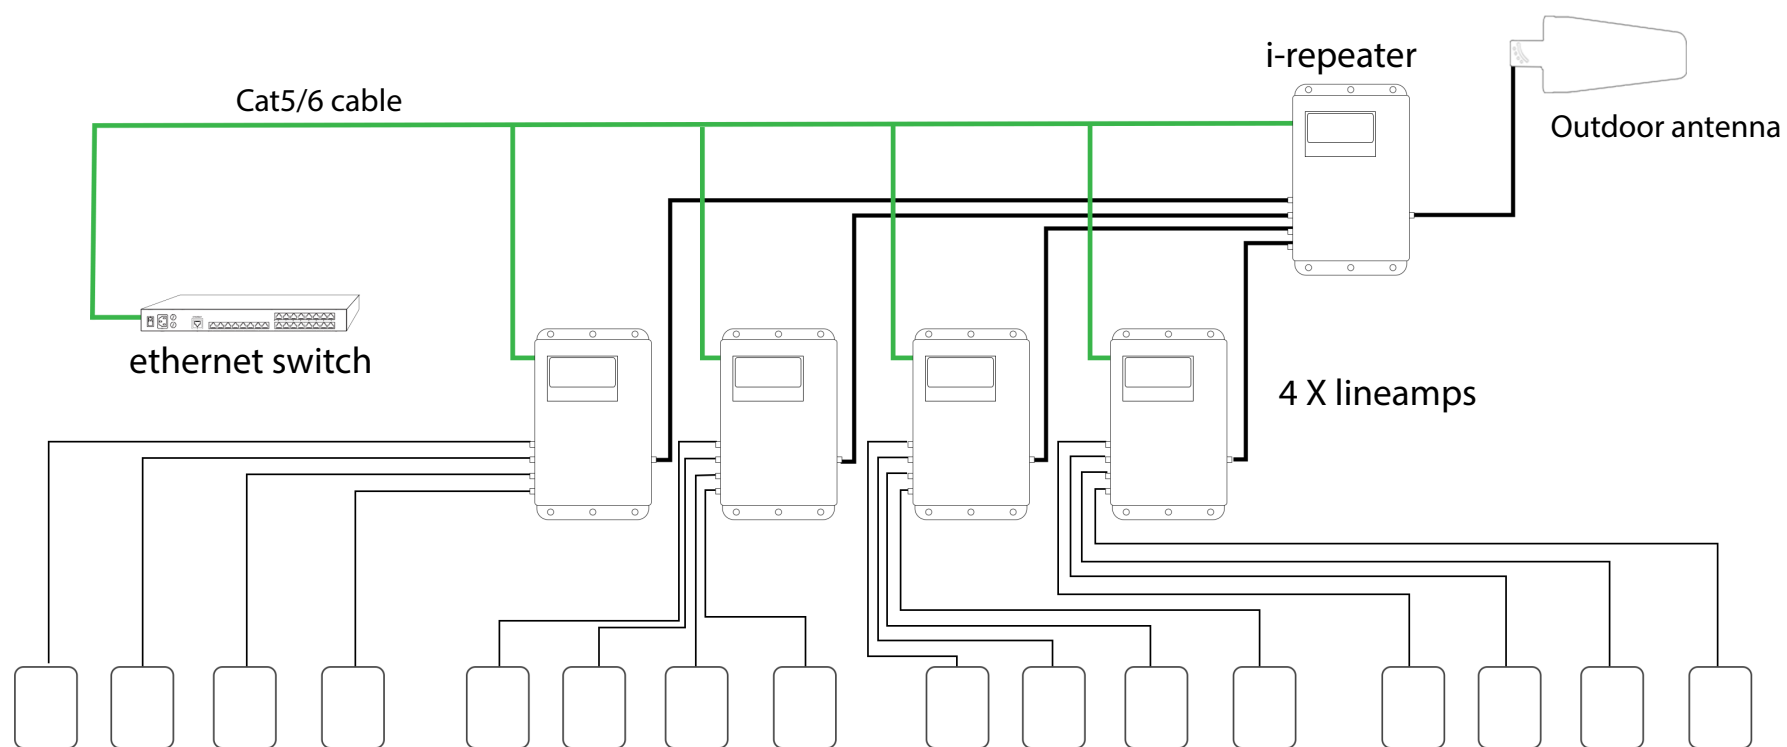 i-repeater
Cat5/6 cable
Outdoor antenna
ethernet switch
4 X lineamps